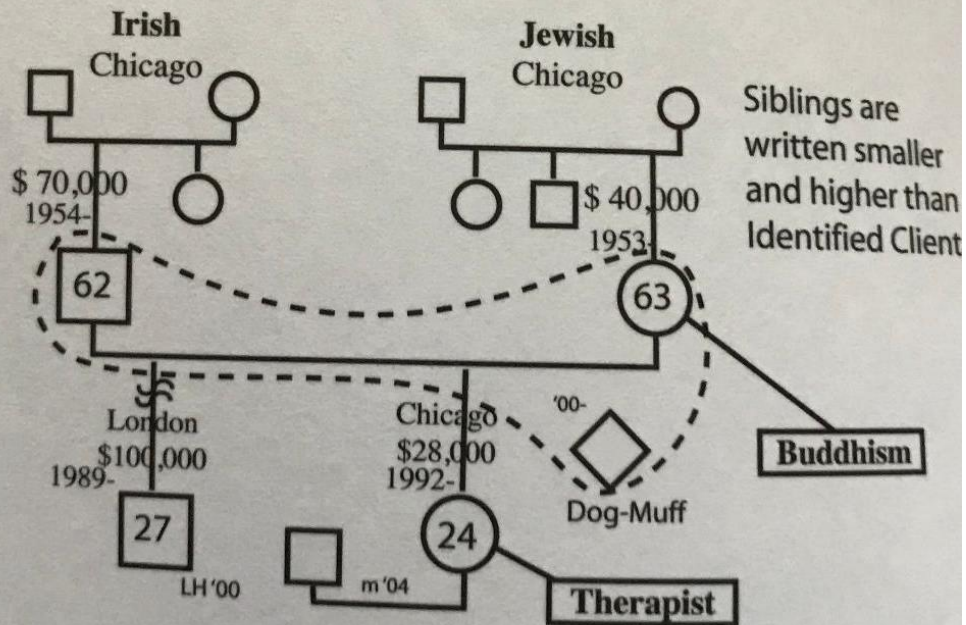 Irish
Chicago
Jewish
Chicago
Siblings are
written smaller
and higher than
Identified Client
$ 70,000
1954-
$ 40,000
1953-
62
63
London
$100,000
1989-
Chicago
$28,000
1992-
'00-
Dog-Muff
Buddhism
27
LH '00
m '04
24
Therapist